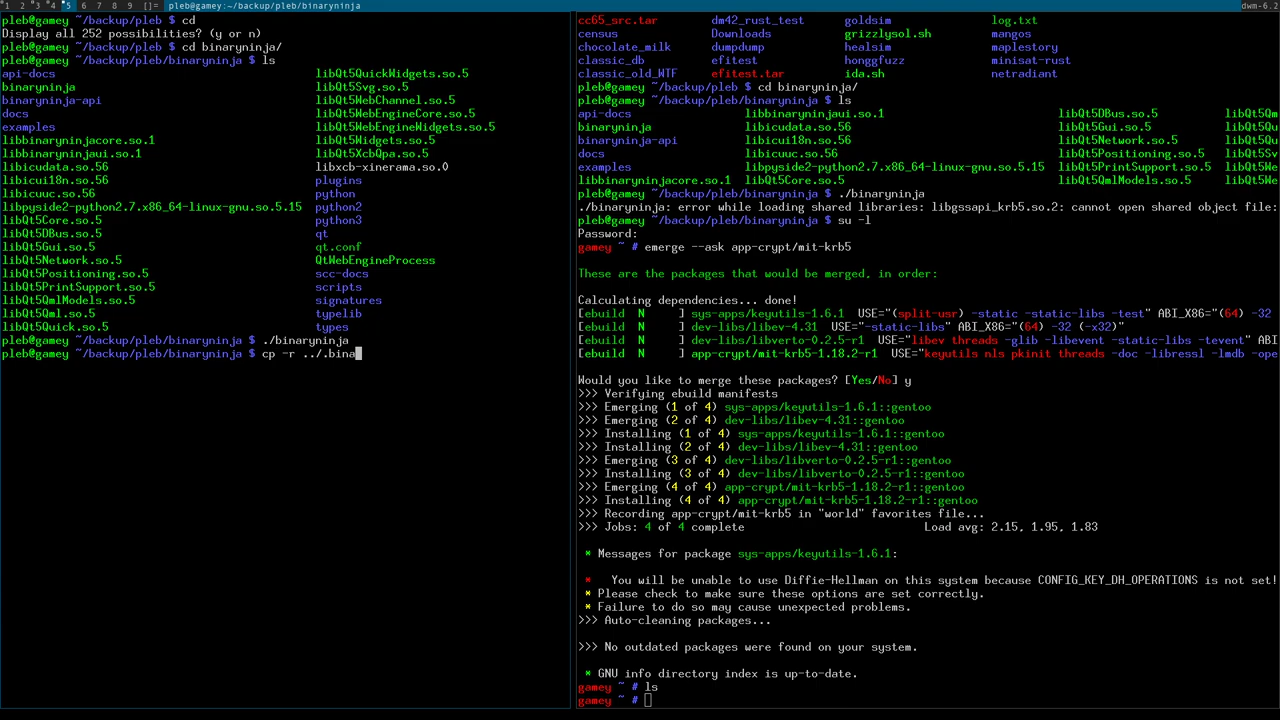 1 2 3 4 5 6 7 8 9 []= pleb@gamey:~/backup/pleb/binaryninja dwm-6.2
pleb@gamey ~/backup/pleb $ cd
Display all 252 possibilities? (y or n)
pleb@gamey ~/backup/pleb $ cd binaryninja/
pleb@gamey ~/backup/pleb/binaryninja $ ls
api-docs libQt5QuickWidgets.so.5
binaryninja libQt5Svg.so.5
binaryninja-api libQt5WebChannel.so.5
docs libQt5WebEngineCore.so.5
examples libQt5WebEngineWidgets.so.5
libbinaryninjacore.so.1 libQt5Widgets.so.5
libbinaryninjaui.so.1 libQt5XcbQpa.so.5
libicudata.so.56 libxcb-xinerama.so.0
libicui18n.so.56 plugins
libicuuc.so.56 python
libpyside2-python2.7.x86_64-linux-gnu.so.5.15 python2
libQt5Core.so.5 python3
libQt5DBus.so.5 qt
libQt5Gui.so.5 qt.conf
libQt5Network.so.5 QtWebEngineProcess
libQt5Positioning.so.5 scc-docs
libQt5PrintSupport.so.5 scripts
libQt5QmlModels.so.5 signatures
libQt5Qml.so.5 typelib
libQt5Quick.so.5 types
pleb@gamey ~/backup/pleb/binaryninja $ ./binaryninja
pleb@gamey ~/backup/pleb/binaryninja $ cp -r ../.bina
cc65_src.tar dm42_rust_test goldsim log.txt
census Downloads grizzlysol.sh mangos
chocolate_milk dumpdump healsim maplestory
classic_db efitest honggfuzz minisat-rust
classic_old_WTF efitest.tar ida.sh netradiant
pleb@gamey ~/backup/pleb $ cd binaryninja/
pleb@gamey ~/backup/pleb/binaryninja $ ls
api-docs libbinaryninjaui.so.1 libQt5DBus.so.5 libQt5Qm
binaryninja libicudata.so.56 libQt5Gui.so.5 libQt5Qu
binaryninja-api libicui18n.so.56 libQt5Network.so.5 libQt5Qu
docs libicuuc.so.56 libQt5Positioning.so.5 libQt5Sv
examples libpyside2-python2.7.x86_64-linux-gnu.so.5.15 libQt5PrintSupport.so.5 libQt5We
libbinaryninjacore.so.1 libQt5Core.so.5 libQt5QmlModels.so.5 libQt5We
pleb@gamey ~/backup/pleb/binaryninja $ ./binaryninja
./binaryninja: error while loading shared libraries: libgssapi_krb5.so.2: cannot open shared object file:
pleb@gamey ~/backup/pleb/binaryninja $ su -l
Password:
gamey ~ # emerge --ask app-crypt/mit-krb5
These are the packages that would be merged, in order:
Calculating dependencies... done!
[ebuild N ] sys-apps/keyutils-1.6.1 USE="(split-usr) -static -static-libs -test" ABI_X86="(64) -32
[ebuild N ] dev-libs/libev-4.31 USE="-static-libs" ABI_X86="(64) -32 (-x32)"
[ebuild N ] dev-libs/libverto-0.2.5-r1 USE="libev threads -glib -libevent -static-libs -tevent" ABI
[ebuild N ] app-crypt/mit-krb5-1.18.2-r1 USE="keyutils nls pkinit threads -doc -libressl -lmdb -ope
Would you like to merge these packages? [Yes/No] y
>>> Verifying ebuild manifests
>>> Emerging (1 of 4) sys-apps/keyutils-1.6.1::gentoo
>>> Emerging (2 of 4) dev-libs/libev-4.31::gentoo
>>> Installing (1 of 4) sys-apps/keyutils-1.6.1::gentoo
>>> Installing (2 of 4) dev-libs/libev-4.31::gentoo
>>> Emerging (3 of 4) dev-libs/libverto-0.2.5-r1::gentoo
>>> Installing (3 of 4) dev-libs/libverto-0.2.5-r1::gentoo
>>> Emerging (4 of 4) app-crypt/mit-krb5-1.18.2-r1::gentoo
>>> Installing (4 of 4) app-crypt/mit-krb5-1.18.2-r1::gentoo
>>> Recording app-crypt/mit-krb5 in "world" favorites file...
>>> Jobs: 4 of 4 complete Load avg: 2.15, 1.95, 1.83
* Messages for package sys-apps/keyutils-1.6.1:
* You will be unable to use Diffie-Hellman on this system because CONFIG_KEY_DH_OPERATIONS is not set!
* Please check to make sure these options are set correctly.
* Failure to do so may cause unexpected problems.
>>> Auto-cleaning packages...
>>> No outdated packages were found on your system.
* GNU info directory index is up-to-date.
gamey ~ # ls
gamey ~ #